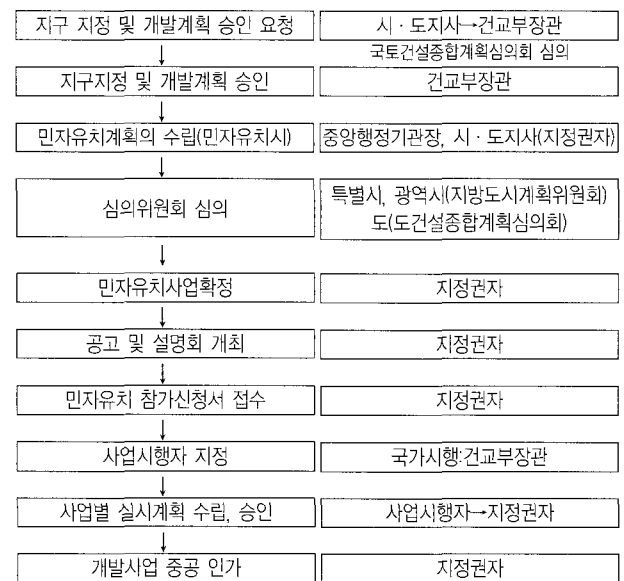 지구 지정 및 개발계획 승인 요청
시·도지사→건교부장관
국토건설종합계획심의회 심의
지구지정 및 개발계획 승인
건교부장관
민자유치계획의 수립(민자유치시)
중앙행정기관장, 시·도지사(지정권자)
심의위원회 심의
특별시, 광역시(지방도시계획위원회)
도(도건설종합계획심의회)
민자유치사업확정
지정권자
공고 및 설명회 개최
지정권자
민자유치 참가신청서 접수
지정권자
사업시행자 지정
국가시행:건교부장관
사업별 실시계획 수립, 승인
사업시행자→지정권자
개발사업 중공 인가
지정권자